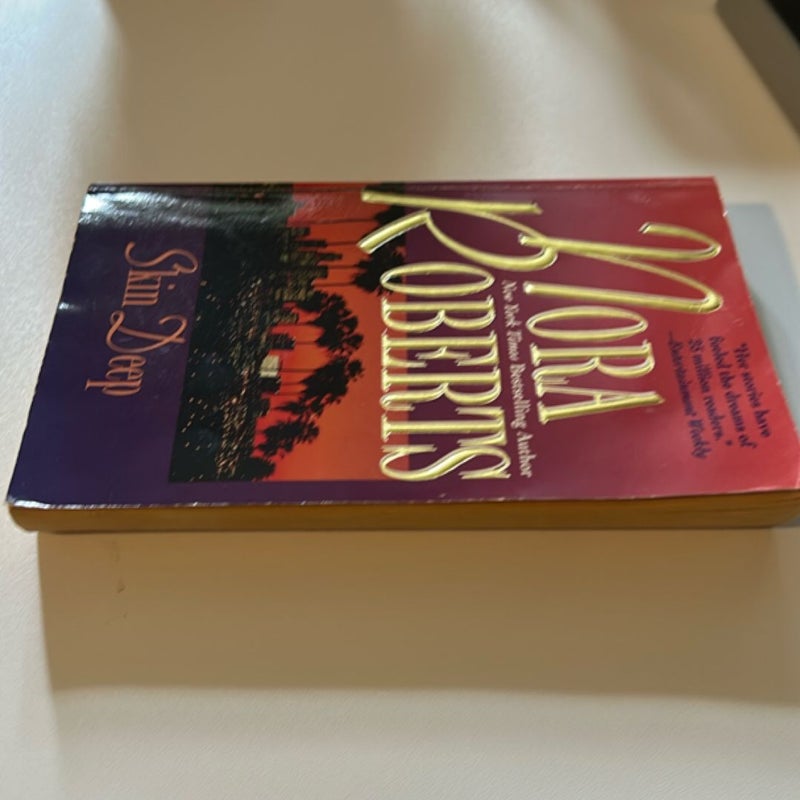 "Her stories have
fueled the dreams of
35 million readers."
—Entertainment Weekly
NORA
New York Times Bestselling Author
ROBERTS
Skin Deep